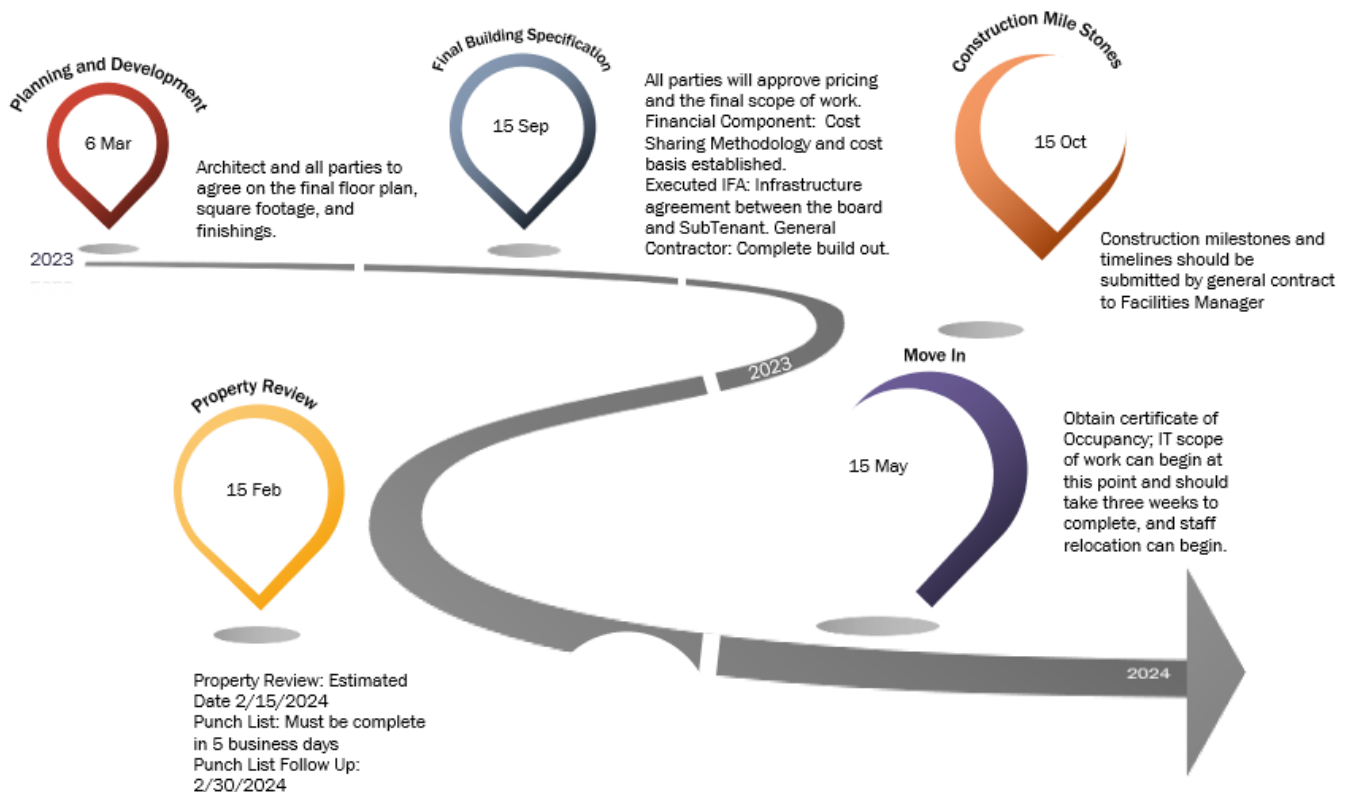 Planning and Development
6 Mar
Architect and all parties to
agree on the final floor plan,
square footage, and
finishings.
2023
Final Building Specification
15 Sep
All parties will approve pricing
and the final scope of work.
Financial Component:  Cost
Sharing Methodology and cost
basis established.
Executed IFA: Infrastructure
agreement between the board
and SubTenant. General
Contractor: Complete build out.
Construction Mile Stones
15 Oct
Construction milestones and
timelines should be
submitted by general contract
to Facilities Manager
2023
Property Review
15 Feb
Property Review: Estimated
Date 2/15/2024
Punch List: Must be complete
in 5 business days
Punch List Follow Up:
2/30/2024
Move In
15 May
Obtain certificate of
Occupancy; IT scope
of work can begin at
this point and should
take three weeks to
complete, and staff
relocation can begin.
2024